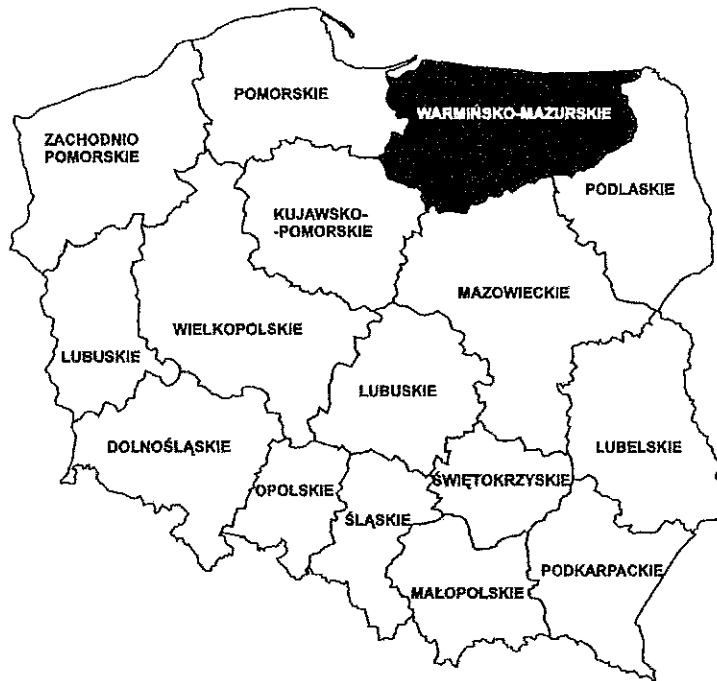 POMORSKIE
WARMIŃSKO-MAZURSKIE
ZACHODNIO
POMORSKIE
PODLASKIE
KUJAWSKO-
-POMORSKIE
MAZOWIECKIE
WIELKOPOLSKIE
LUBUSKIE
LUBUSKIE
DOLNOŚLĄSKIE
LUBELSKIE
ŚWIĘTOKRZYSKIE
OPOLSKIE
ŚLĄSKIE
PODKARPACKIE
MAŁOPOLSKIE